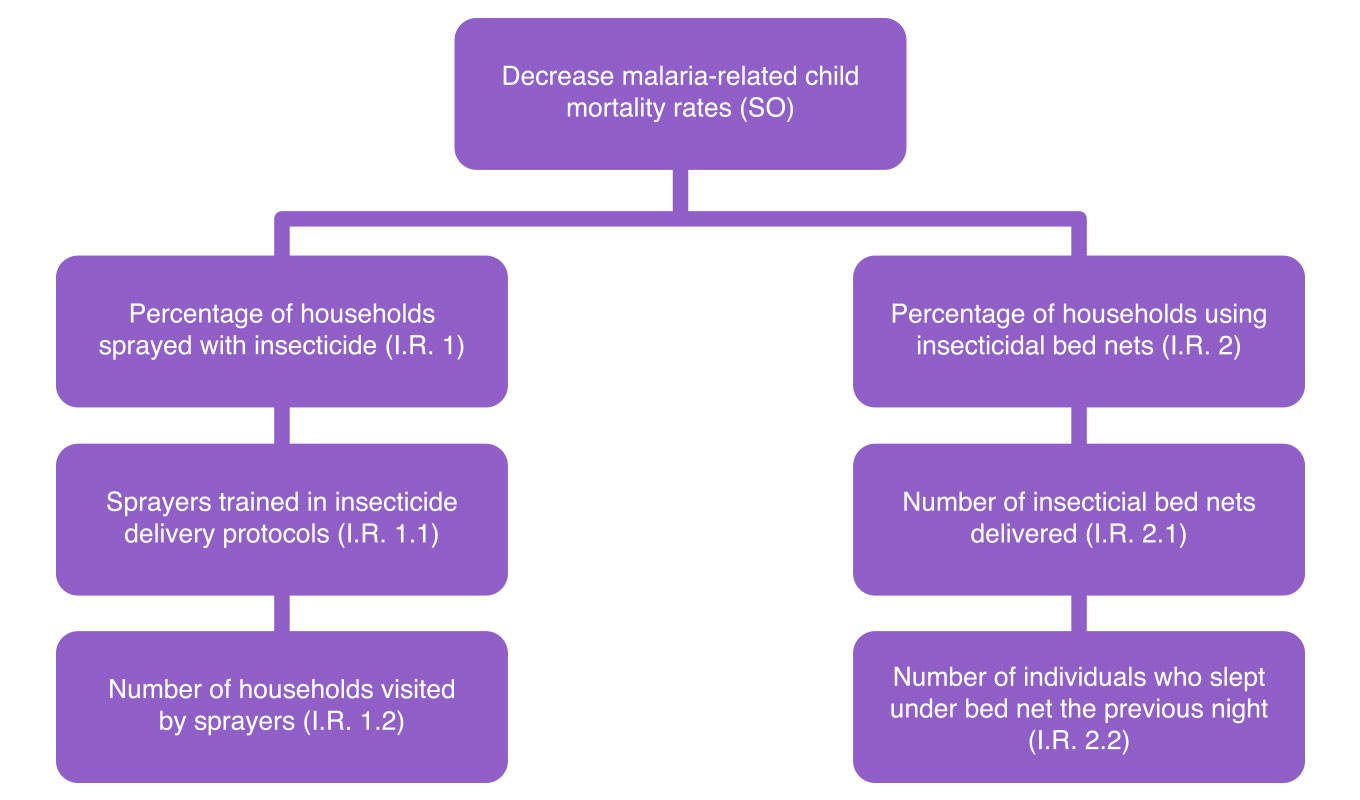 Decrease malaria-related child
mortality rates (SO)
Percentage of households
sprayed with insecticide (I.R. 1)
Percentage of households using
insecticidal bed nets (I.R. 2)
Sprayers trained in insecticide
delivery protocols (I.R. 1.1)
Number of insecticial bed nets
delivered (I.R. 2.1)
Number of households visited
by sprayers (I.R. 1.2)
Number of individuals who slept
under bed net the previous night
(I.R. 2.2)